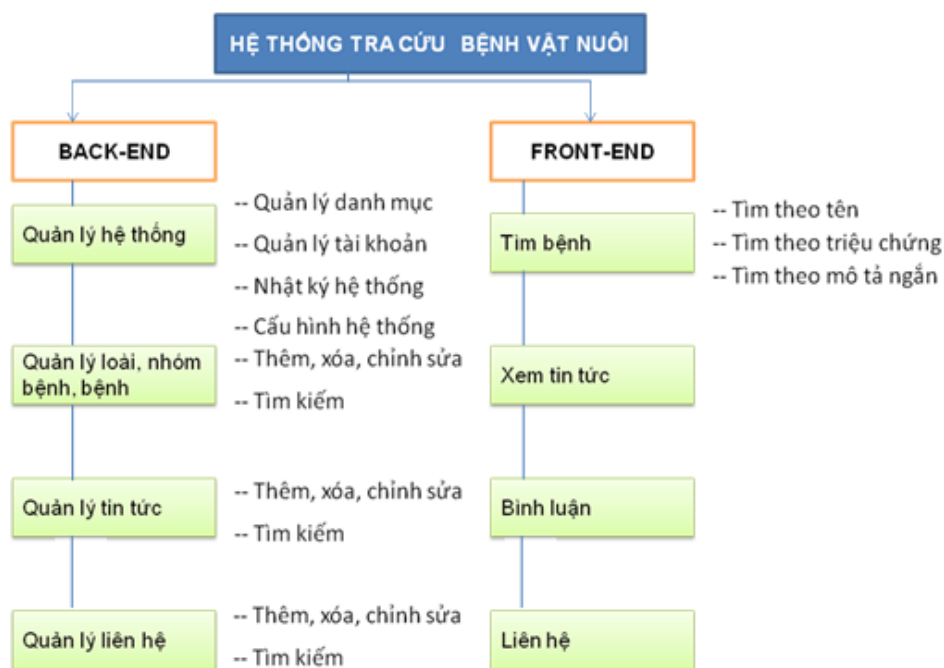 HỆ THỐNG TRA CỨU BỆNH VẬT NUÔI
BACK-END
Quản lý hệ thống
-- Quản lý danh mục
-- Quản lý tài khoản
-- Nhật ký hệ thống
-- Cấu hình hệ thống
Quản lý loài, nhóm
bệnh, bệnh
-- Thêm, xóa, chỉnh sửa
-- Tìm kiếm
Quản lý tin tức
-- Thêm, xóa, chỉnh sửa
-- Tìm kiếm
Quản lý liên hệ
-- Thêm, xóa, chỉnh sửa
-- Tìm kiếm
FRONT-END
Tìm bệnh
-- Tìm theo tên
-- Tìm theo triệu chứng
-- Tìm theo mô tả ngắn
Xem tin tức
Bình luận
Liên hệ